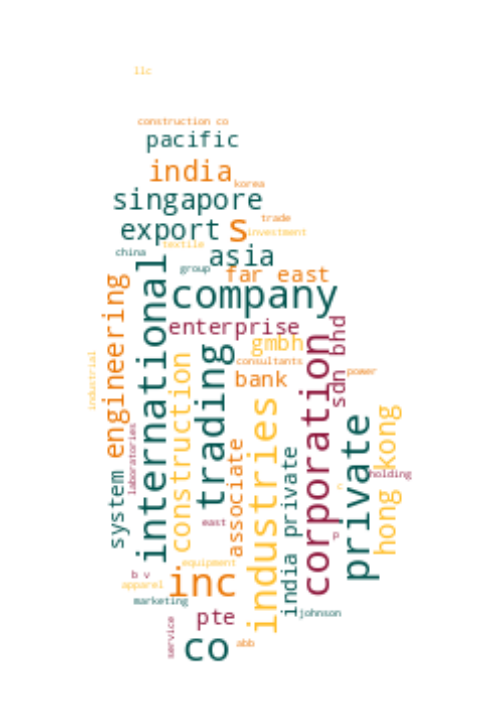 llc
construction co
pacific
india
korea
singapore
trade
export
s
investment
textile
china
asia
group
far east
engineering
international
company
enterprise
gmbh
corporation
sdn bhd
trading
construction
industrial
consultants
bank
power
industries
private
hong kong
laboratories
associate
india private
system
holding
c
east
p
equipment
inc
b v
apparel
marketing
pte
johnson
service
co
abb